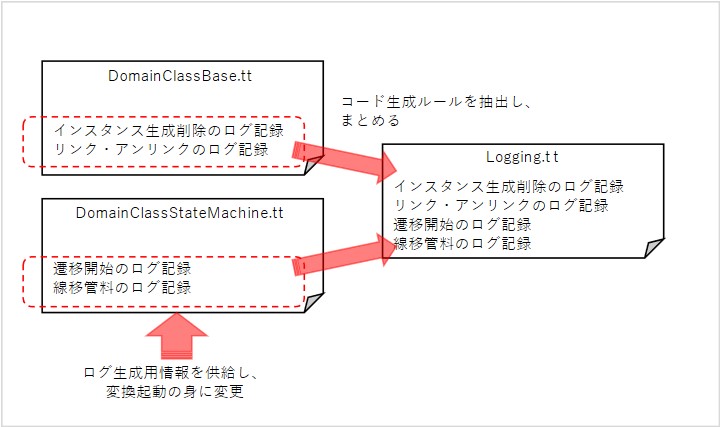 DomainClassBase.tt
インスタンス生成削除のログ記録
リンク・アンリンクのログ記録
コード生成ルールを抽出し、
まとめる
Logging.tt
インスタンス生成削除のログ記録
リンク・アンリンクのログ記録
遷移開始のログ記録
線移管料のログ記録
DomainClassStateMachine.tt
遷移開始のログ記録
線移管料のログ記録
ログ生成用情報を供給し、
変換起動の身に変更